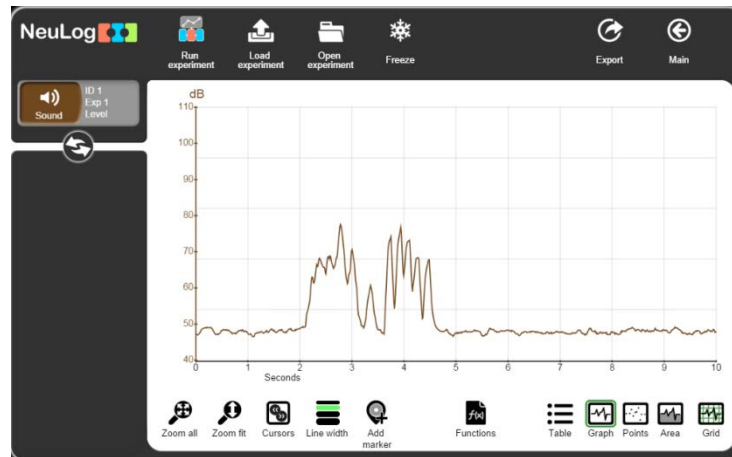 NeuLog
Run
experiment
Load
experiment
Open
experiment
Freeze
Export
Main
Sound
ID 1
Exp 1
Level
dB
110
100
90
80
70
60
50
40
0 1 2 3 4 5 6 7 8 9 10
Seconds
Zoom all
Zoom fit
Cursors
Line width
Add
marker
f(x)
Functions
Table
Graph
Points
Area
Grid